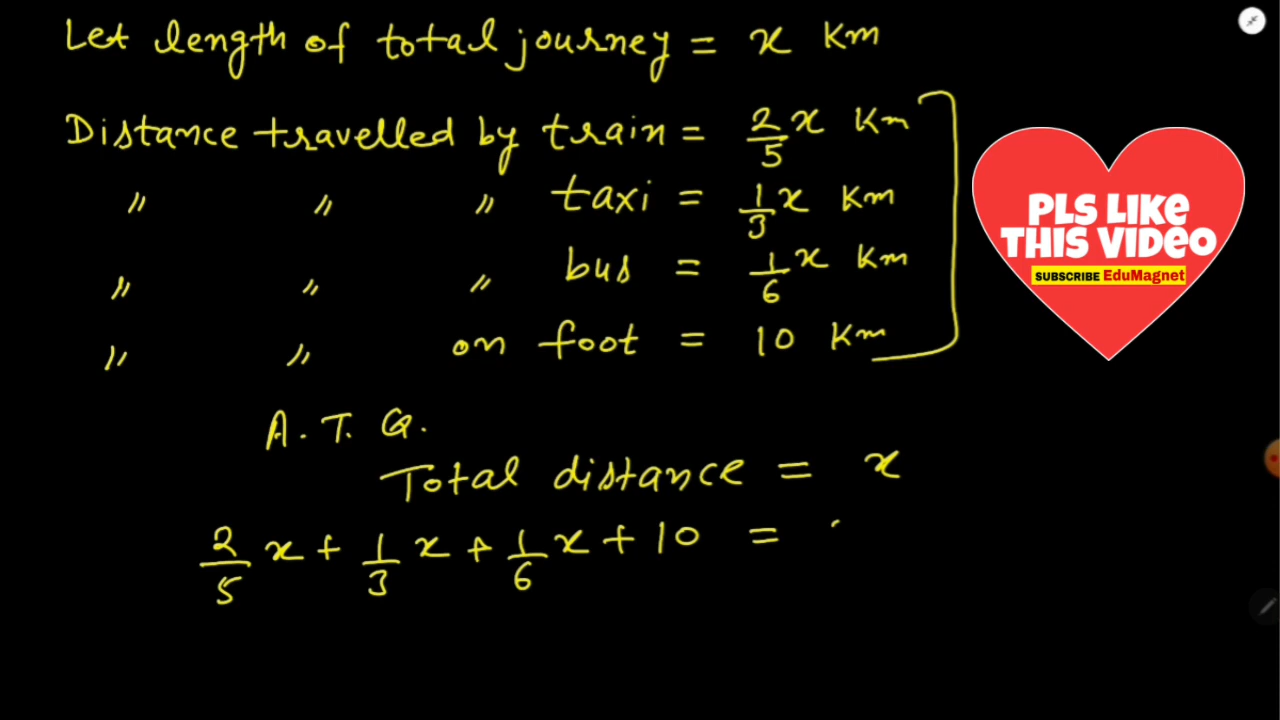 Let length of total journey = x Km
Distance travelled by train = 2/5 x Km
" " " taxi = 1/3 x Km
" " " bus = 1/6 x Km
" " on foot = 10 Km
A. T. Q.
Total distance = x
2/5 x + 1/3 x + 1/6 x + 10 =
PLS LIKE
THIS VIDEO
SUBSCRIBE EduMagnet